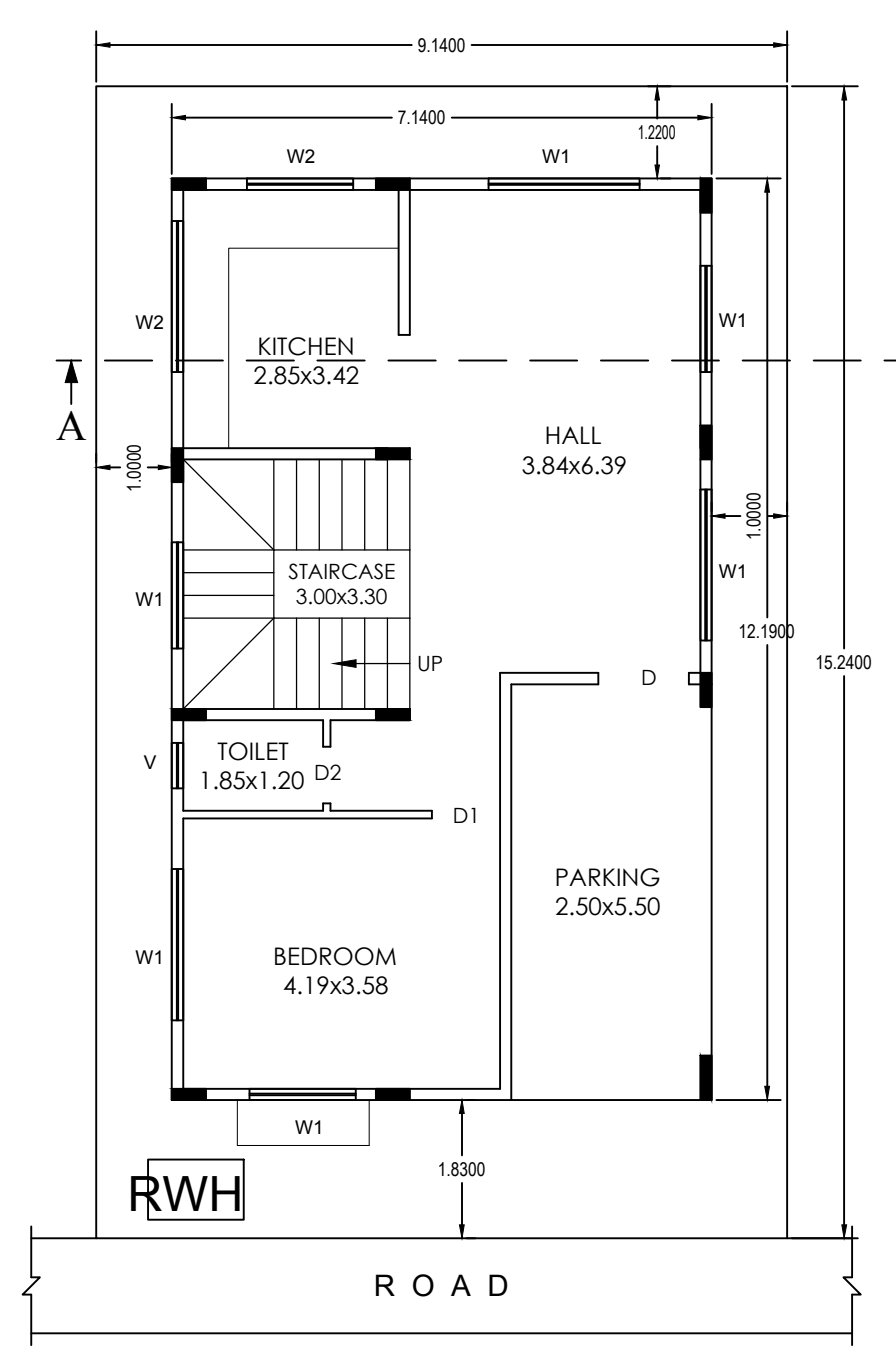 9.1400
7.1400
1.2200
W2
W1
W2
W1
KITCHEN
2.85x3.42
A
HALL
3.84x6.39
1.0000
1.0000
STAIRCASE
3.00x3.30
W1
W1
12.1900
15.2400
UP
D
TOILET
1.85x1.20
V
D2
D1
PARKING
2.50x5.50
BEDROOM
4.19x3.58
W1
W1
1.8300
RWH
ROAD